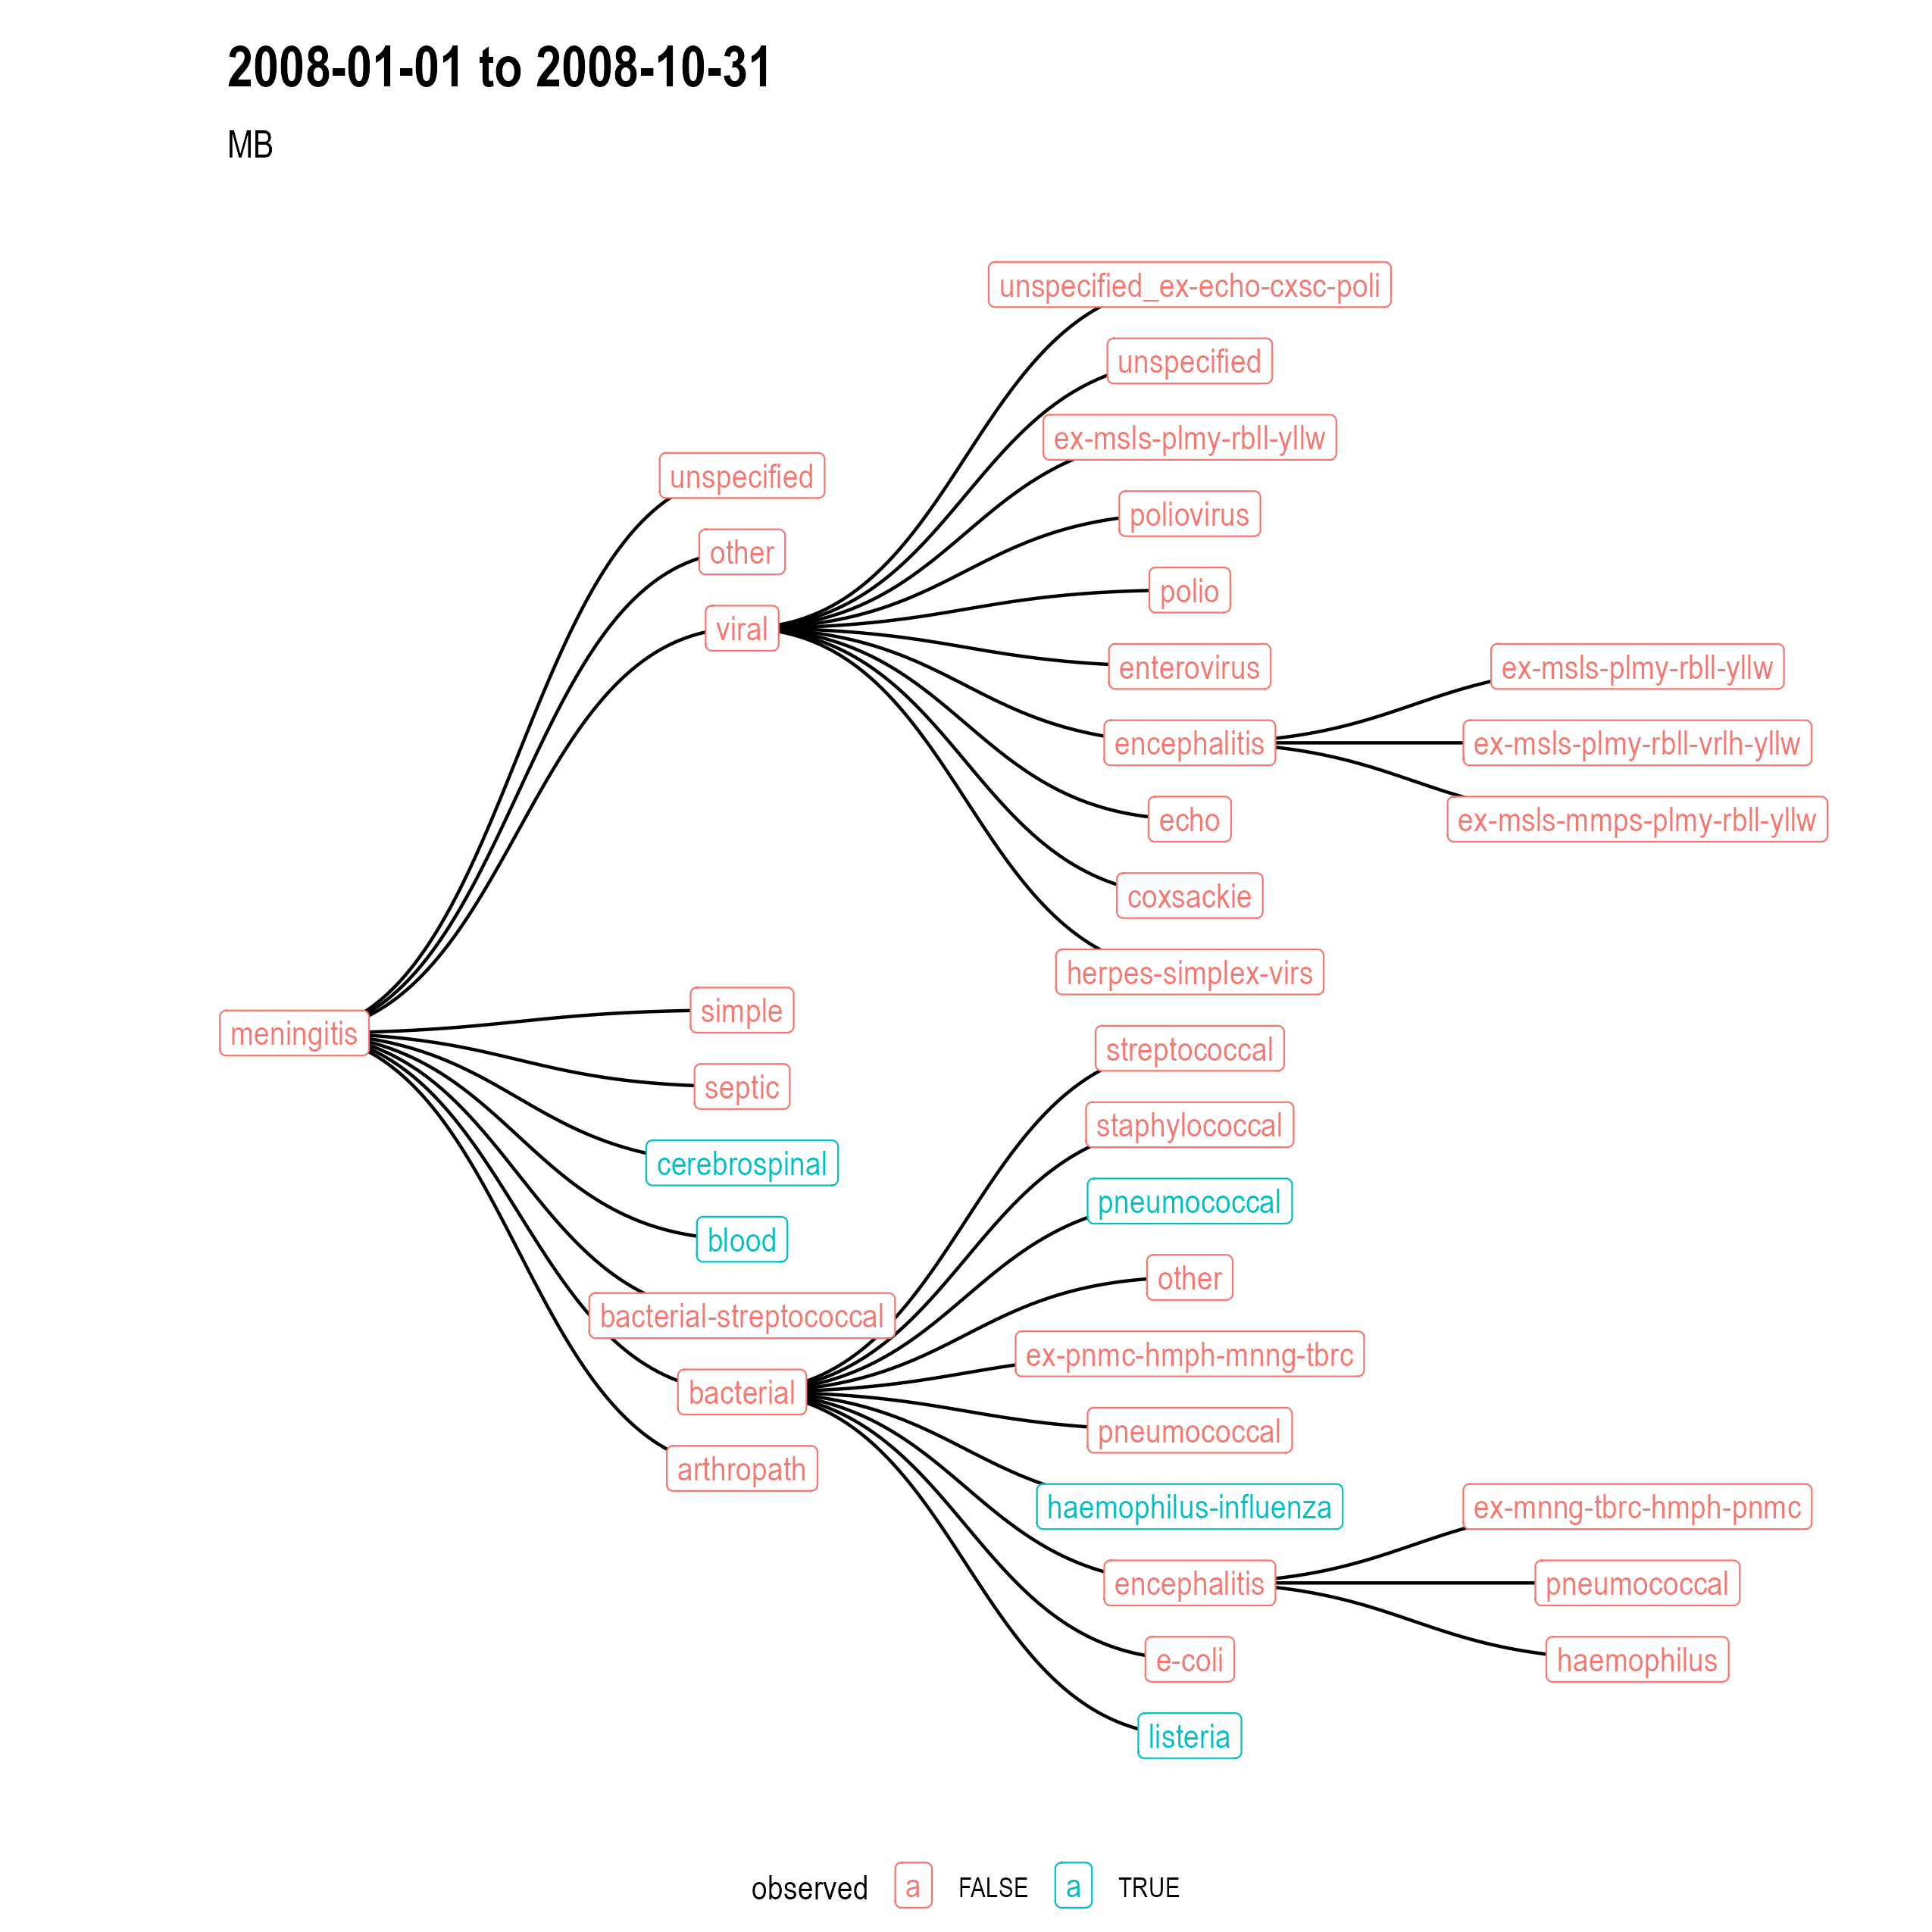 2008-01-01 to 2008-10-31
MB
unspecified_ex-echo-cxsc-poli
unspecified
ex-msls-plmy-rbll-yllw
unspecified
poliovirus
other
polio
viral
enterovirus
ex-msls-plmy-rbll-yllw
encephalitis
ex-msls-plmy-rbll-vrlh-yllw
echo
ex-msls-mmps-plmy-rbll-yllw
coxsackie
herpes-simplex-virs
simple
meningitis
streptococcal
septic
staphylococcal
cerebrospinal
pneumococcal
blood
other
bacterial-streptococcal
ex-pnmc-hmph-mnng-tbrc
bacterial
pneumococcal
arthropath
haemophilus-influenza
ex-mnng-tbrc-hmph-pnmc
encephalitis
pneumococcal
e-coli
haemophilus
listeria
observed a FALSE a TRUE